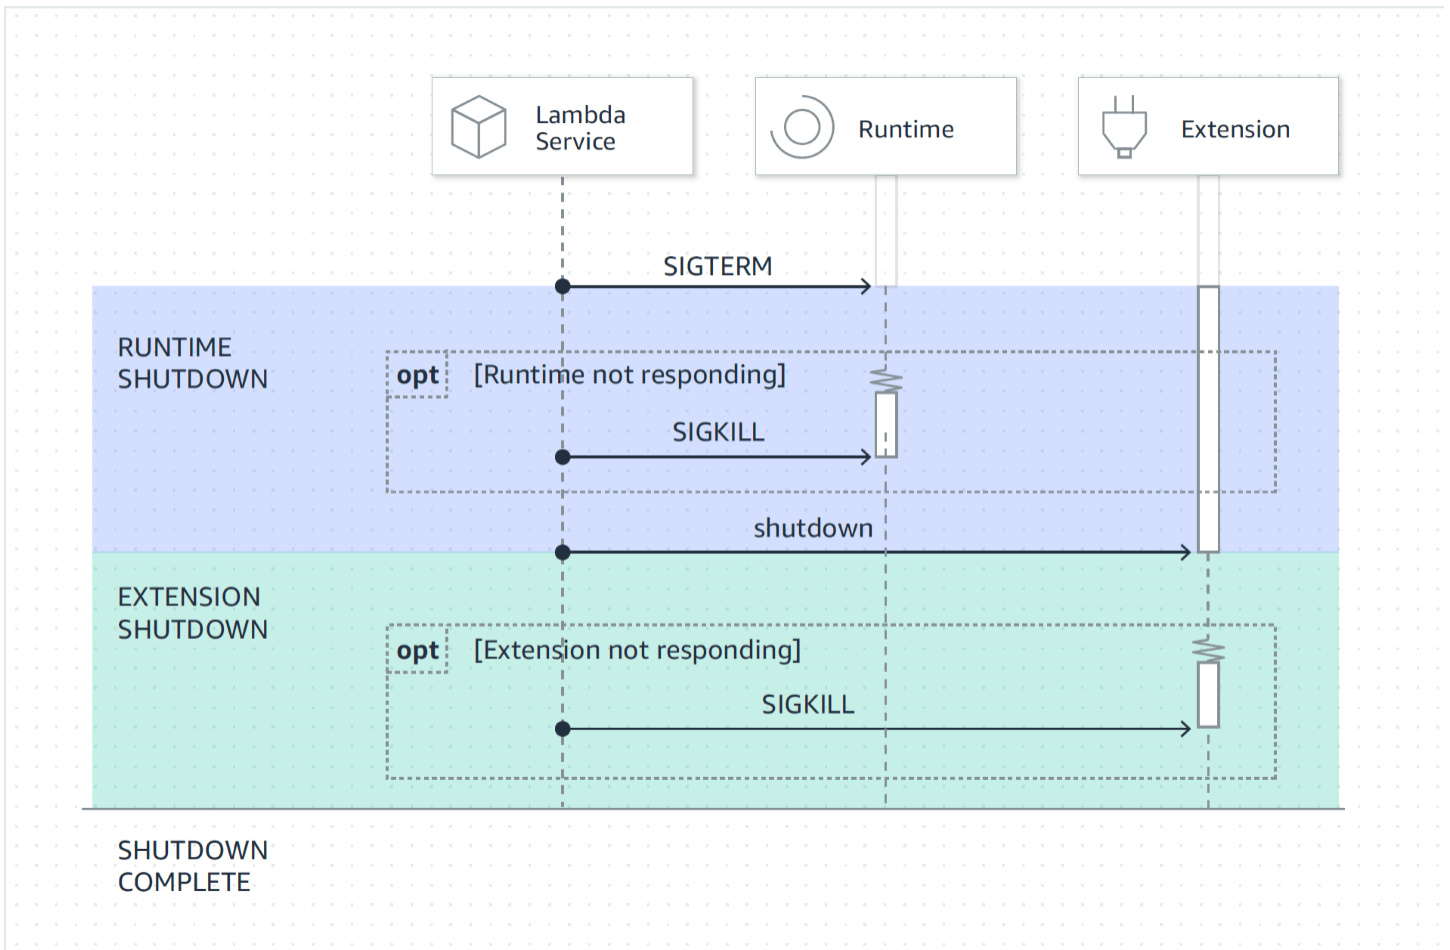 Lambda
Service
Runtime
Extension
SIGTERM
RUNTIME
SHUTDOWN
opt
[Runtime not responding]
SIGKILL
shutdown
EXTENSION
SHUTDOWN
opt
[Extension not responding]
SIGKILL
SHUTDOWN
COMPLETE